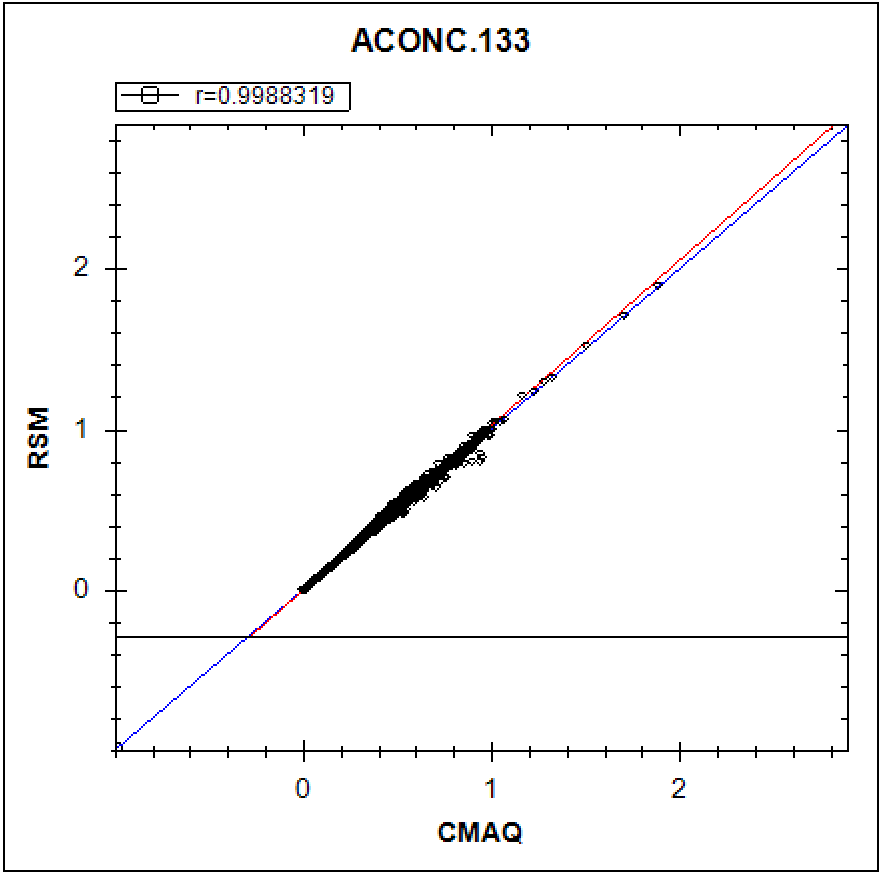 ACONC.133
r=0.9988319
2
1
0
RSM
0 1 2
CMAQ